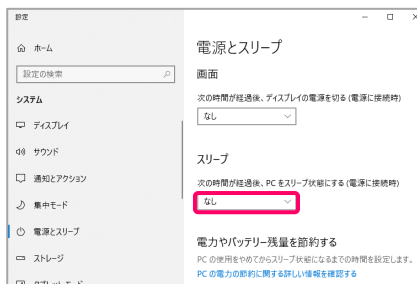 設定
ホーム
設定の検索
システム
ディスプレイ
サウンド
通知とアクション
集中モード
電源とスリープ
ストレージ
電源とスリープ
画面
次の時間が経過後、ディスプレイの電源を切る (電源に接続時)
なし
スリープ
次の時間が経過後、PC をスリープ状態にする (電源に接続時)
なし
電力やバッテリー残量を節約する
PC の使用をやめてからスリープ状態になるまでの時間を設定します。
PC の電力の節約に関する詳しい情報を確認する